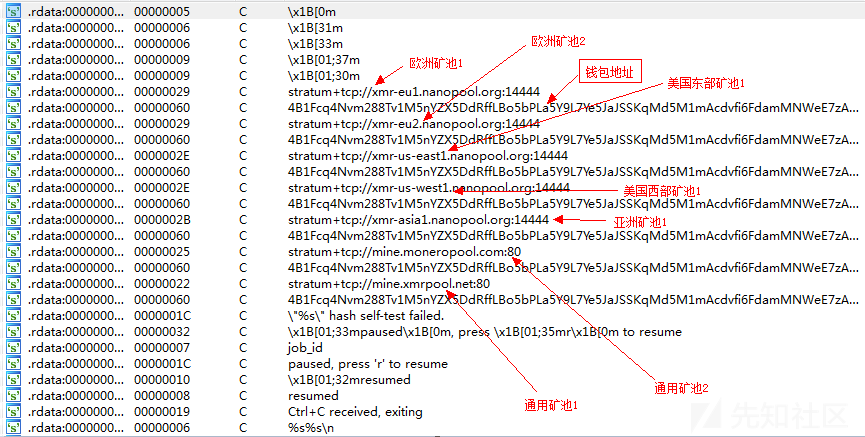 .rdata:0000000... 00000005 C \x1B[0m
.rdata:0000000... 00000006 C \x1B[31m
.rdata:0000000... 00000006 C \x1B[33m
.rdata:0000000... 00000009 C \x1B[01;37m
.rdata:0000000... 00000009 C \x1B[01;30m
欧洲矿池1
欧洲矿池2
钱包地址
美国东部矿池1
.rdata:0000000... 00000029 C stratum+tcp://xmr-eu1.nanopool.org:14444
.rdata:0000000... 00000060 C 4B1Fcq4Nvm288Tv1M5nYZX5DdRffLBo5bPLa5Y9L7Ye5JaJSSKqMd5M1mAcdvfi6FdamMNWeE7zA...
.rdata:0000000... 00000029 C stratum+tcp://xmr-eu2.nanopool.org:14444
.rdata:0000000... 00000060 C 4B1Fcq4Nvm288Tv1M5nYZX5DdRffLBo5bPLa5Y9L7Ye5JaJSSKqMd5M1mAcdvfi6FdamMNWeE7zA...
.rdata:0000000... 0000002E C stratum+tcp://xmr-us-east1.nanopool.org:14444
.rdata:0000000... 00000060 C 4B1Fcq4Nvm288Tv1M5nYZX5DdRffLBo5bPLa5Y9L7Ye5JaJSSKqMd5M1mAcdvfi6FdamMNWeE7zA...
.rdata:0000000... 0000002E C stratum+tcp://xmr-us-west1.nanopool.org:14444
美国西部矿池1
.rdata:0000000... 00000060 C 4B1Fcq4Nvm288Tv1M5nYZX5DdRffLBo5bPLa5Y9L7Ye5JaJSSKqMd5M1mAcdvfi6FdamMNWeE7zA...
.rdata:0000000... 0000002B C stratum+tcp://xmr-asia1.nanopool.org:14444
亚洲矿池1
.rdata:0000000... 00000060 C 4B1Fcq4Nvm288Tv1M5nYZX5DdRffLBo5bPLa5Y9L7Ye5JaJSSKqMd5M1mAcdvfi6FdamMNWeE7zA...
.rdata:0000000... 00000025 C stratum+tcp://mine.moneropool.com:80
.rdata:0000000... 00000060 C 4B1Fcq4Nvm288Tv1M5nYZX5DdRffLBo5bPLa5Y9L7Ye5JaJSSKqMd5M1mAcdvfi6FdamMNWeE7zA...
.rdata:0000000... 00000022 C stratum+tcp://mine.xmrpool.net:80
.rdata:0000000... 00000060 C 4B1Fcq4Nvm288Tv1M5nYZX5DdRffLBo5bPLa5Y9L7Ye5JaJSSKqMd5M1mAcdvfi6FdamMNWeE7zA...
.rdata:0000000... 0000001C C \"%s\" hash self-test failed.
.rdata:0000000... 00000032 C \x1B[01;33mpaused\x1B[0m, press \x1B[01;35mr\x1B[0m to resume
.rdata:0000000... 00000007 C job_id
.rdata:0000000... 0000001C C paused, press 'r' to resume
.rdata:0000000... 00000010 C \x1B[01;32mresumed
通用矿池2
.rdata:0000000... 00000008 C resumed
通用矿池1
.rdata:0000000... 00000019 C Ctrl+C received, exiting
.rdata:0000000... 00000006 C %s%s\n
先知社区